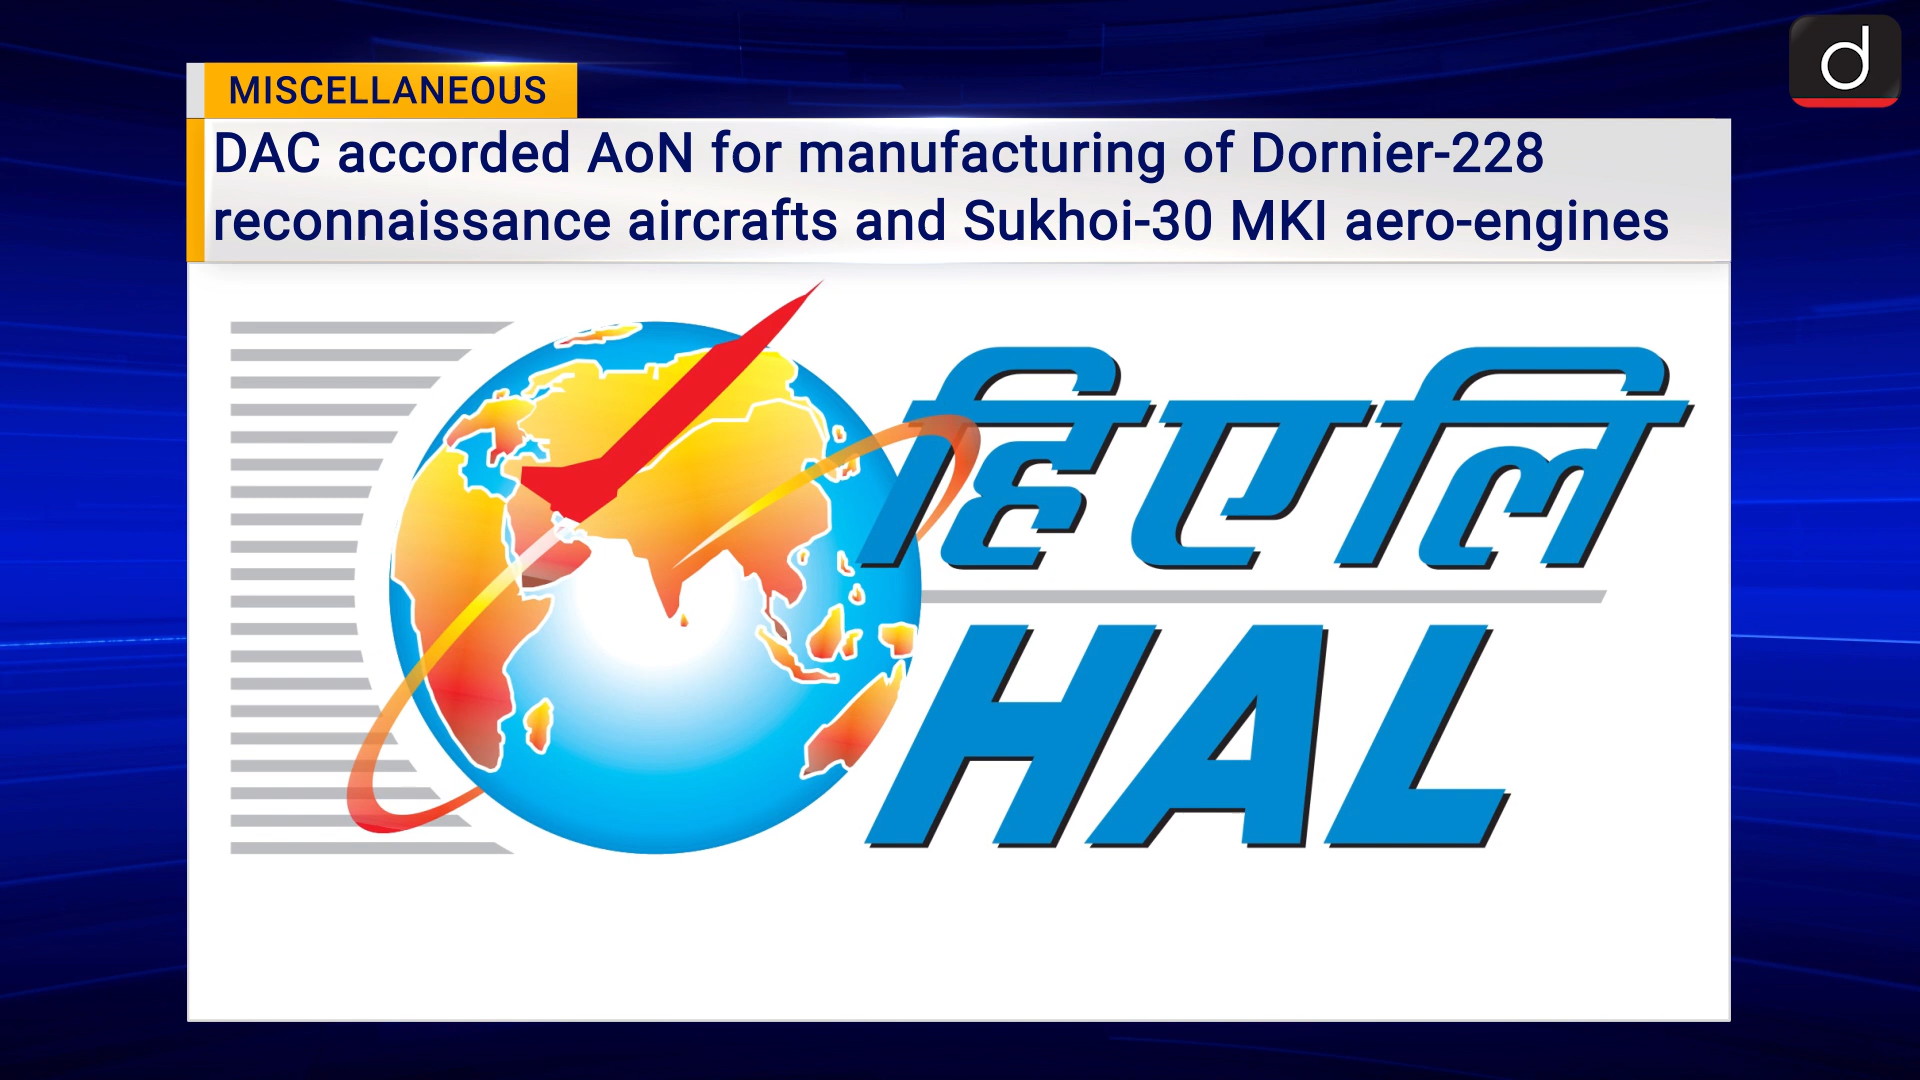 MISCELLANEOUS
DAC accorded AoN for manufacturing of Dornier-228
reconnaissance aircrafts and Sukhoi-30 MKI aero-engines
हिएलि
HAL
d